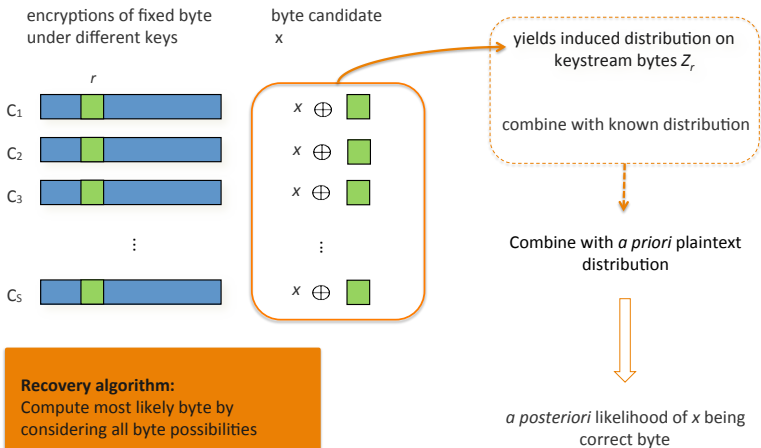 encryptions of fixed byte
under different keys
byte candidate
x
r
C1
C2
C3
⋮
CS
x ⊕
x ⊕
x ⊕
⋮
x ⊕
yields induced distribution on
keystream bytes Zr
combine with known distribution
Combine with a priori plaintext
distribution
a posteriori likelihood of x being
correct byte
Recovery algorithm:
Compute most likely byte by
considering all byte possibilities